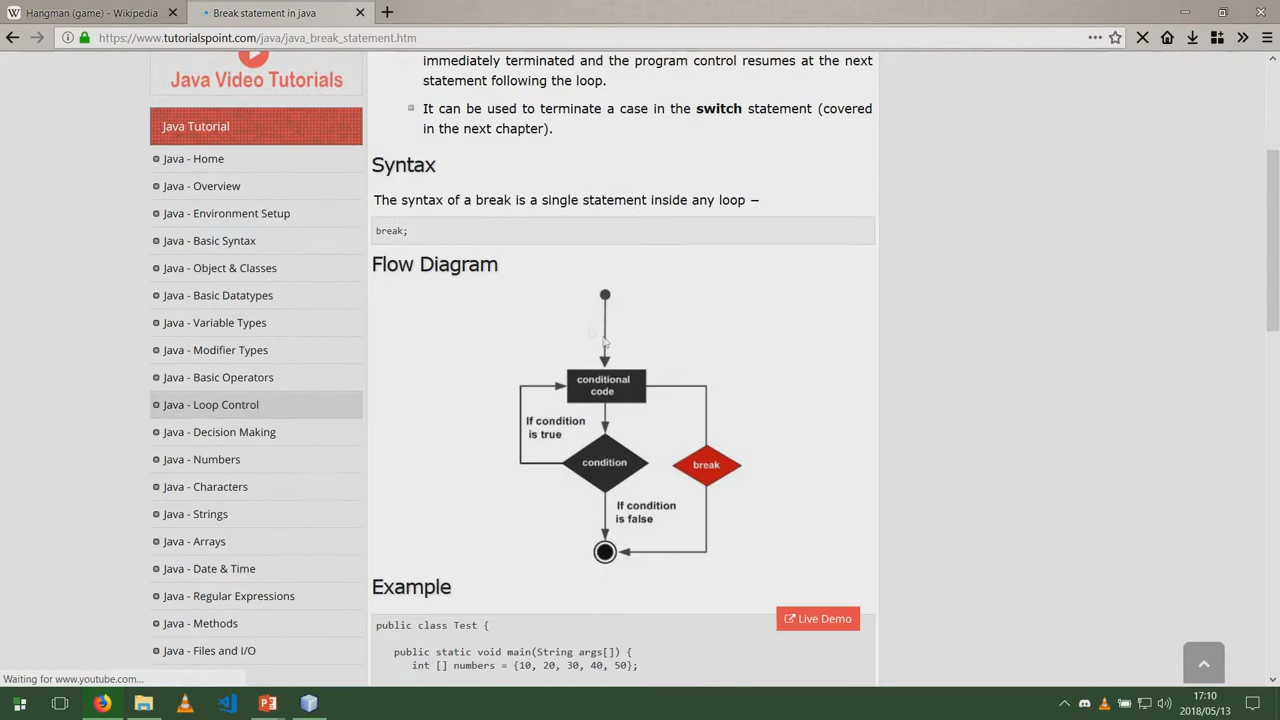 Hangman (game) - Wikipedia
Break statement in java
https://www.tutorialspoint.com/java/java_break_statement.htm
Java Video Tutorials
Java Tutorial
Java - Home
Java - Overview
Java - Environment Setup
Java - Basic Syntax
Java - Object & Classes
Java - Basic Datatypes
Java - Variable Types
Java - Modifier Types
Java - Basic Operators
Java - Loop Control
Java - Decision Making
Java - Numbers
Java - Characters
Java - Strings
Java - Arrays
Java - Date & Time
Java - Regular Expressions
Java - Methods
Java - Files and I/O
immediately terminated and the program control resumes at the next
statement following the loop.
It can be used to terminate a case in the switch statement (covered
in the next chapter).
Syntax
The syntax of a break is a single statement inside any loop −
break;
Flow Diagram
conditional
code
If condition
is true
condition
break
If condition
is false
Example
Live Demo
public class Test {
public static void main(String args[]) {
int [] numbers = {10, 20, 30, 40, 50};
Waiting for www.youtube.com...
17:10
2018/05/13